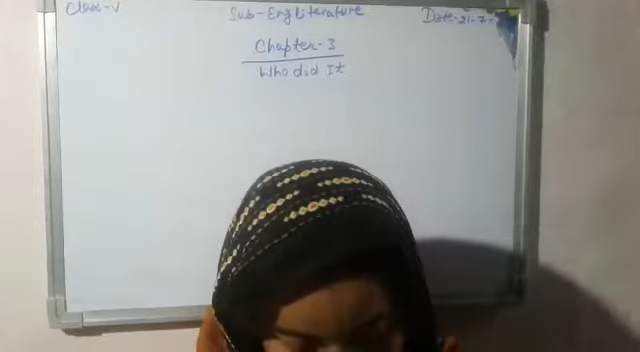 Class-V
Sub-Eng literature
Date-21-7-
Chapter-3
Who did It